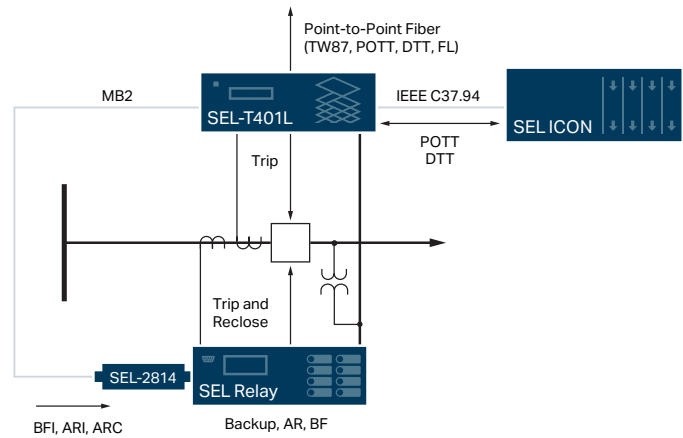 Point-to-Point Fiber
(TW87, POTT, DTT, FL)
MB2
IEEE C37.94
SEL-T401L
SEL ICON
POTT
DTT
Trip
Trip and
Reclose
SEL-2814
SEL Relay
BFI, ARI, ARC
Backup, AR, BF